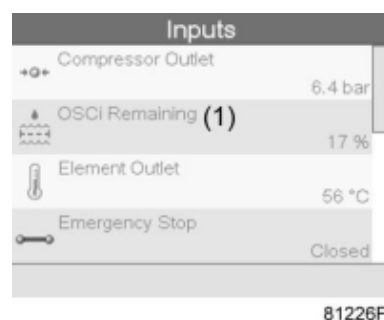 Inputs
Compressor Outlet
6.4 bar
OSCi Remaining (1)
17 %
Element Outlet
56 °C
Emergency Stop
Closed
81226F